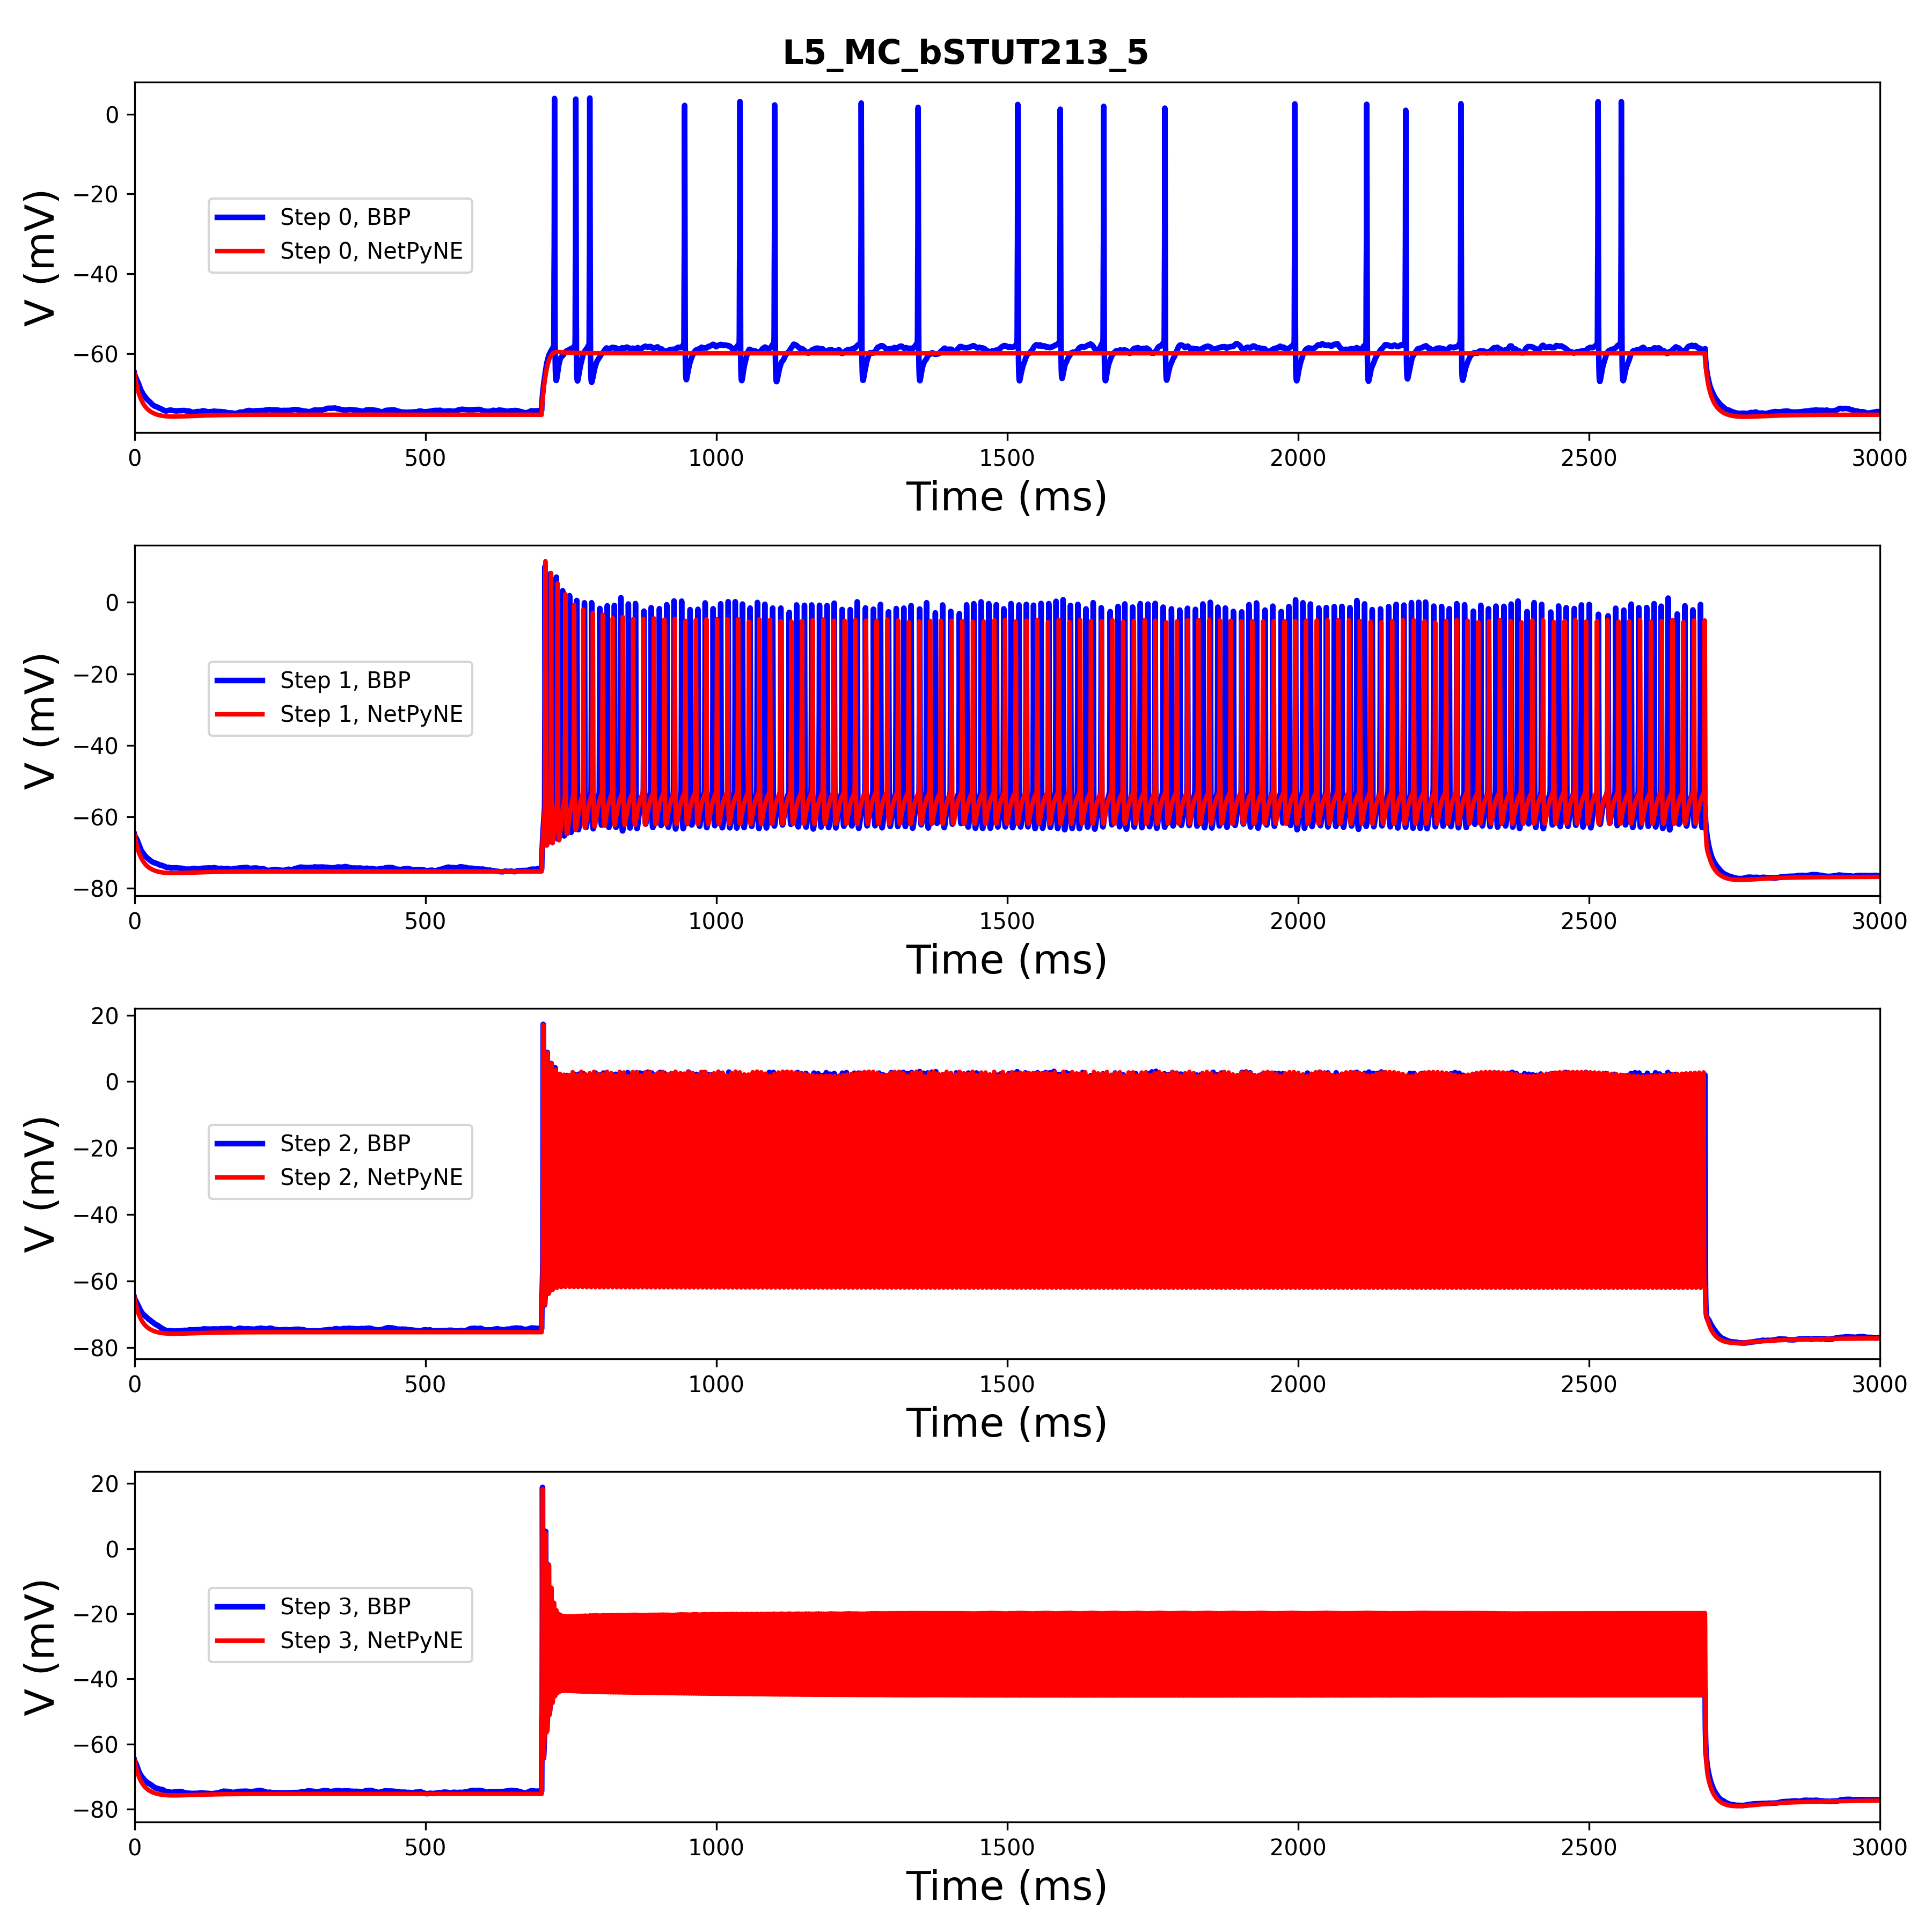 L5_MC_bSTUT213_5
0
−20
−40
−60
V (mV)
Step 0, BBP
Step 0, NetPyNE
0 500 1000 1500 2000 2500 3000
Time (ms)
0
−20
−40
−60
−80
V (mV)
Step 1, BBP
Step 1, NetPyNE
0 500 1000 1500 2000 2500 3000
Time (ms)
20
0
−20
−40
−60
−80
V (mV)
Step 2, BBP
Step 2, NetPyNE
0 500 1000 1500 2000 2500 3000
Time (ms)
20
0
−20
−40
−60
−80
V (mV)
Step 3, BBP
Step 3, NetPyNE
0 500 1000 1500 2000 2500 3000
Time (ms)